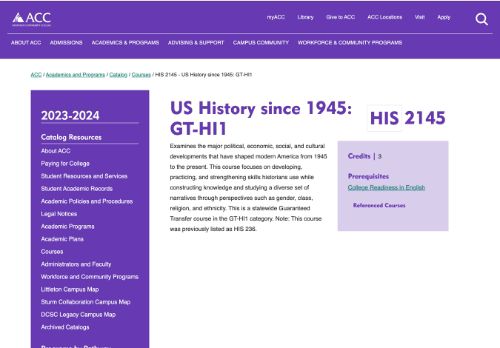 ACC
myACC Library Give to ACC ACC Locations Visit Apply
ABOUT ACC ADMISSIONS ACADEMICS & PROGRAMS ADVISING & SUPPORT CAMPUS COMMUNITY WORKFORCE & COMMUNITY PROGRAMS
ACC / Academics and Programs / Catalog / Courses / HIS 2145 - US History since 1945: GT-HI1
2023-2024
Catalog Resources
About ACC
Paying for College
Student Resources and Services
Student Academic Records
Academic Policies and Procedures
Legal Notices
Academic Programs
Academic Plans
Courses
Administrators and Faculty
Workforce and Community Programs
Littleton Campus Map
Sturm Collaboration Campus Map
DCSC Legacy Campus Map
Archived Catalogs
US History since 1945:
GT-HI1
HIS 2145
Examines the major political, economic, social, and cultural
developments that have shaped modern America from 1945
to the present. This course focuses on developing,
practicing, and strengthening skills historians use while
constructing knowledge and studying a diverse set of
narratives through perspectives such as gender, class,
religion, and ethnicity. This is a statewide Guaranteed
Transfer course in the GT-HI1 category. Note: This course
was previously listed as HIS 236.
Credits | 3
Prerequisites
College Readiness in English
Referenced Courses